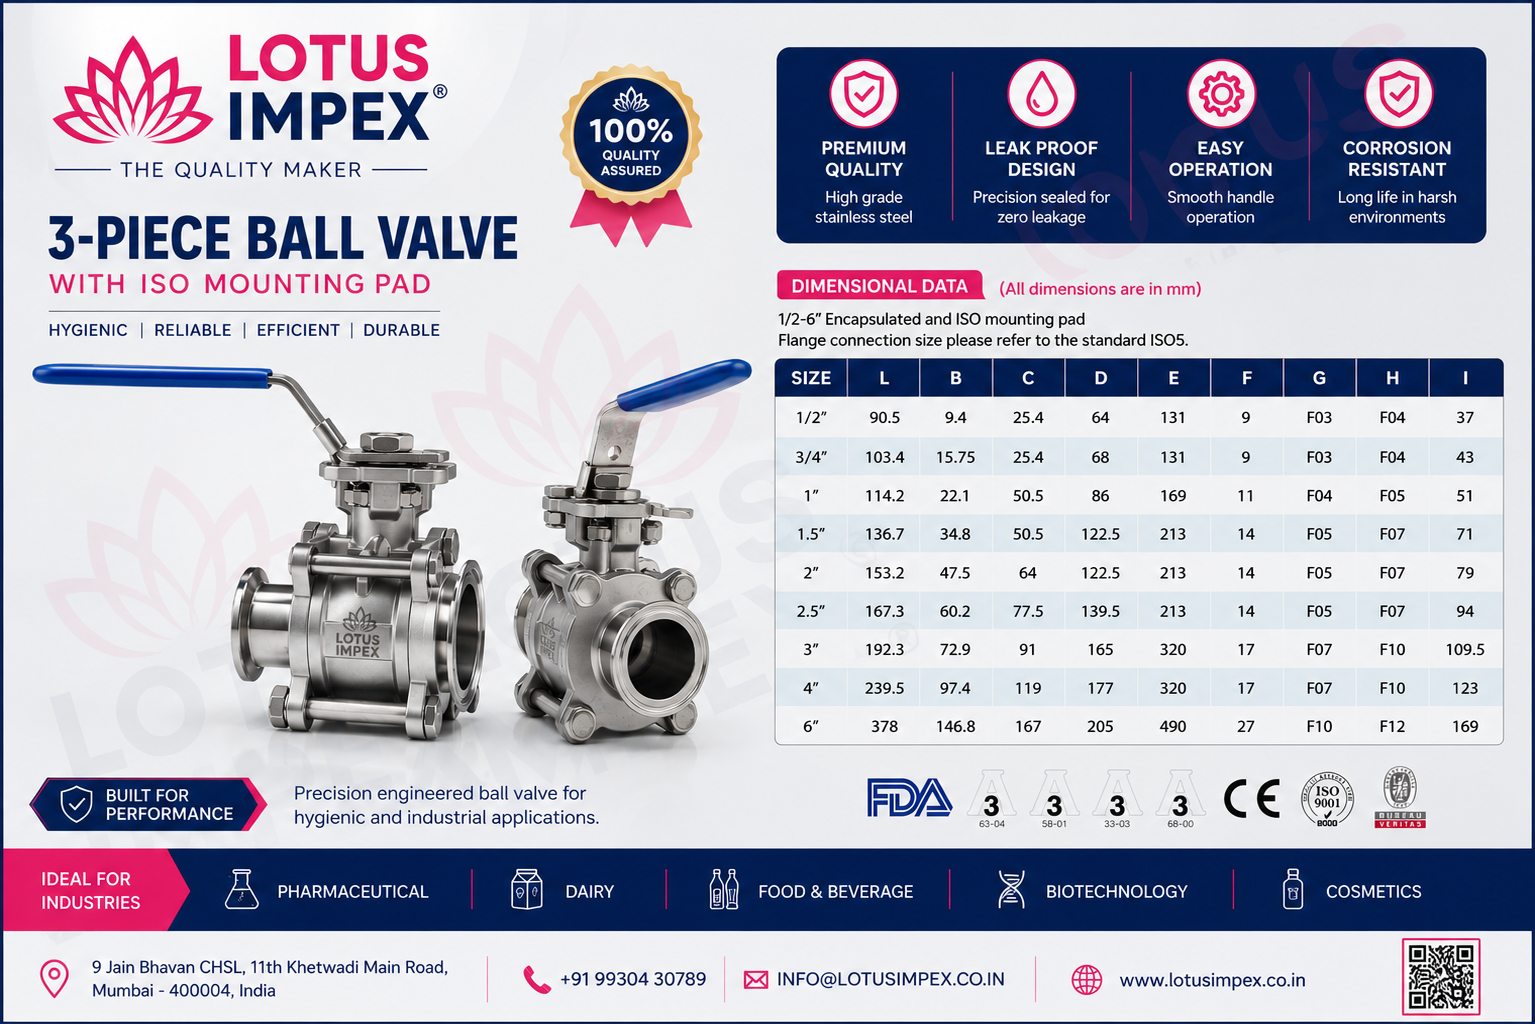 LOTUS
IMPEX®
THE QUALITY MAKER
100%
QUALITY
ASSURED
3-PIECE BALL VALVE
WITH ISO MOUNTING PAD
HYGIENIC | RELIABLE | EFFICIENT | DURABLE
PREMIUM
QUALITY
High grade
stainless steel
LEAK PROOF
DESIGN
Precision sealed for
zero leakage
EASY
OPERATION
Smooth handle
operation
CORROSION
RESISTANT
Long life in harsh
environments
DIMENSIONAL DATA (All dimensions are in mm)
1/2-6" Encapsulated and ISO mounting pad
Flange connection size please refer to the standard ISO5.
SIZE L B C D E F G H I
1/2" 90.5 9.4 25.4 64 131 9 F03 F04 37
3/4" 103.4 15.75 25.4 68 131 9 F03 F04 43
1" 114.2 22.1 50.5 86 169 11 F04 F05 51
1.5" 136.7 34.8 50.5 122.5 213 14 F05 F07 71
2" 153.2 47.5 64 122.5 213 14 F05 F07 79
2.5" 167.3 60.2 77.5 139.5 213 14 F05 F07 94
3" 192.3 72.9 91 165 320 17 F07 F10 109.5
4" 239.5 97.4 119 177 320 17 F07 F10 123
6" 378 146.8 167 205 490 27 F10 F12 169
LOTUS
IMPEX
BUILT FOR
PERFORMANCE
Precision engineered ball valve for
hygienic and industrial applications.
FDA
3
63-04
3
58-01
3
33-03
3
68-00
CE
ISO
9001
BUREAU
VERITAS
IDEAL FOR
INDUSTRIES
PHARMACEUTICAL
DAIRY
FOOD & BEVERAGE
BIOTECHNOLOGY
COSMETICS
9 Jain Bhavan CHSL, 11th Khetwadi Main Road,
Mumbai - 400004, India
+91 99304 30789
INFO@LOTUSIMPEX.CO.IN
www.lotusimpex.co.in